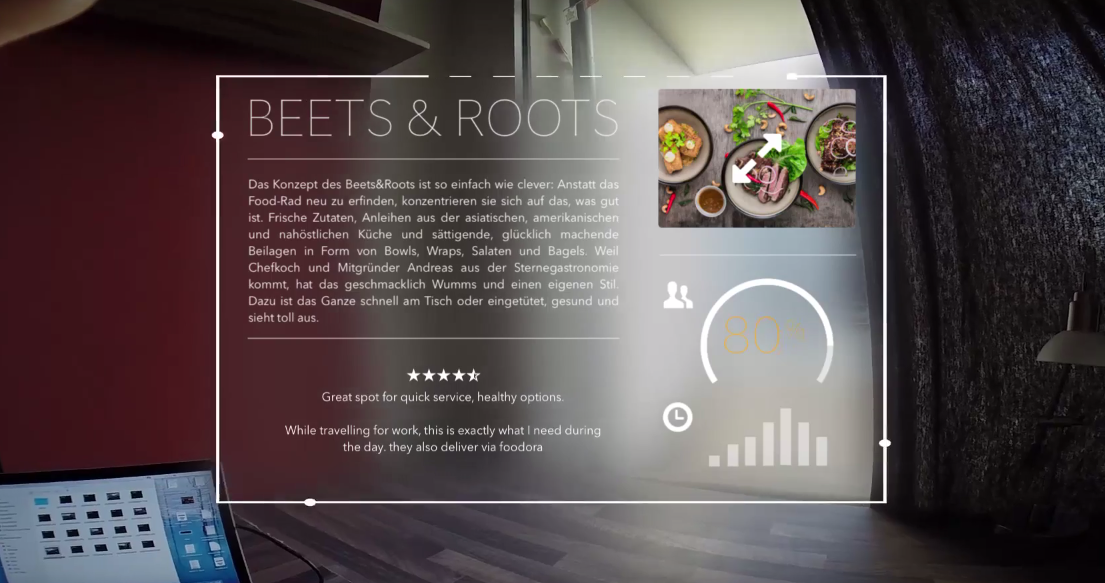 BEETS & ROOTS
Das Konzept des Beets&Roots ist so einfach wie clever: Anstatt das
Food-Rad neu zu erfinden, konzentrieren sie sich auf das, was gut
ist. Frische Zutaten, Anleihen aus der asiatischen, amerikanischen
und nahöstlichen Küche und sättigende, glücklich machende
Beilagen in Form von Bowls, Wraps, Salaten und Bagels. Weil
Chefkoch und Mitgründer Andreas aus der Sternegastronomie
kommt, hat das geschmacklich Wumms und einen eigenen Stil.
Dazu ist das Ganze schnell am Tisch oder eingetütet, gesund und
sieht toll aus.
Great spot for quick service, healthy options.
While travelling for work, this is exactly what I need during
the day. they also deliver via foodora
80%